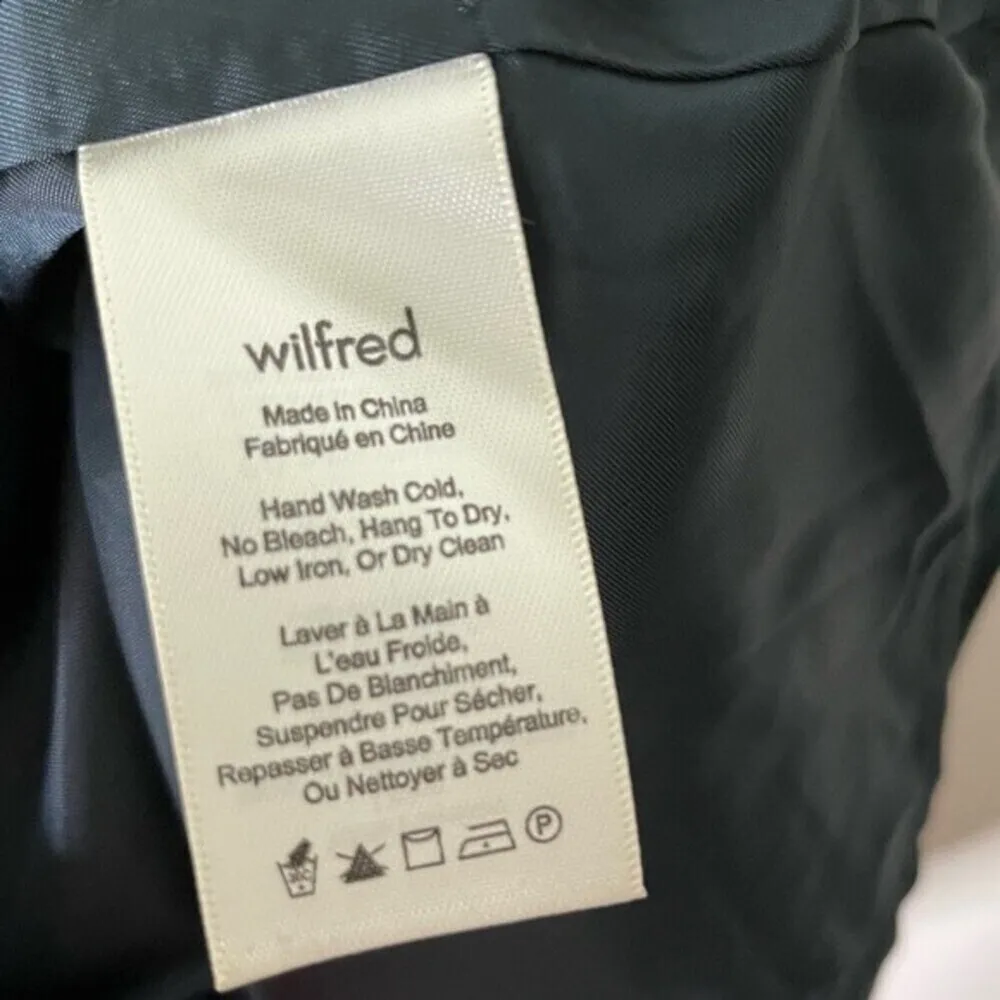 wilfred
Made in China
Fabriqué en Chine
Hand Wash Cold,
No Bleach, Hang To Dry,
Low Iron, Or Dry Clean
Laver à La Main à
L'eau Froide,
Pas De Blanchiment,
Suspendre Pour Sécher,
Repasser à Basse Température,
Ou Nettoyer à Sec
P